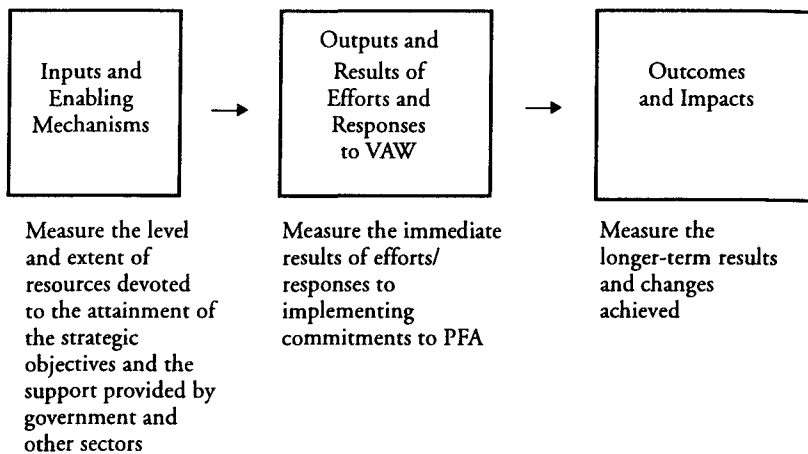 Inputs and
Enabling
Mechanisms
Outputs and
Results of
Efforts and
Responses
to VAW
Outcomes
and Impacts
Measure the level
and extent of
resources devoted
to the attainment of
the strategic
objectives and the
support provided by
government and
other sectors
Measure the immediate
results of efforts/
responses to
implementing
commitments to PFA
Measure the
longer-term results
and changes
achieved